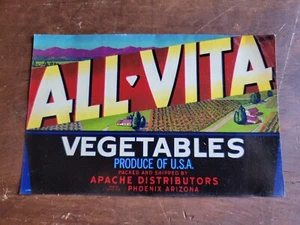 ALL·VITA
VEGETABLES
PRODUCE OF U.S.A.
PACKED AND SHIPPED BY
APACHE DISTRIBUTORS
PHOENIX ARIZONA